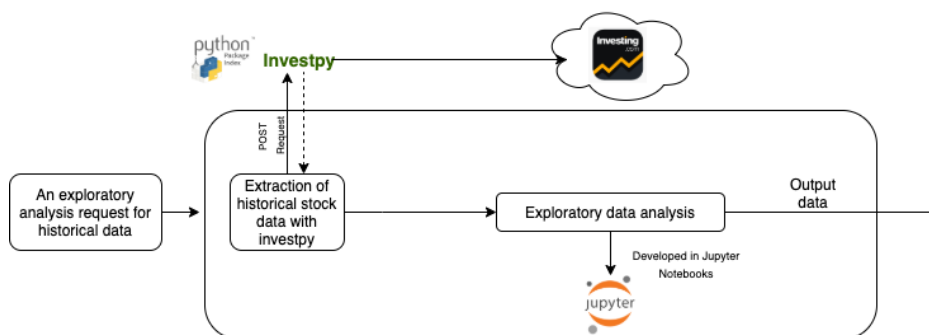 python™
Package
Index
Investpy
Investing
.com
POST
Request
An exploratory
analysis request for
historical data
Extraction of
historical stock
data with
investpy
Exploratory data analysis
Output
data
Developed in Jupyter
Notebooks
jupyter